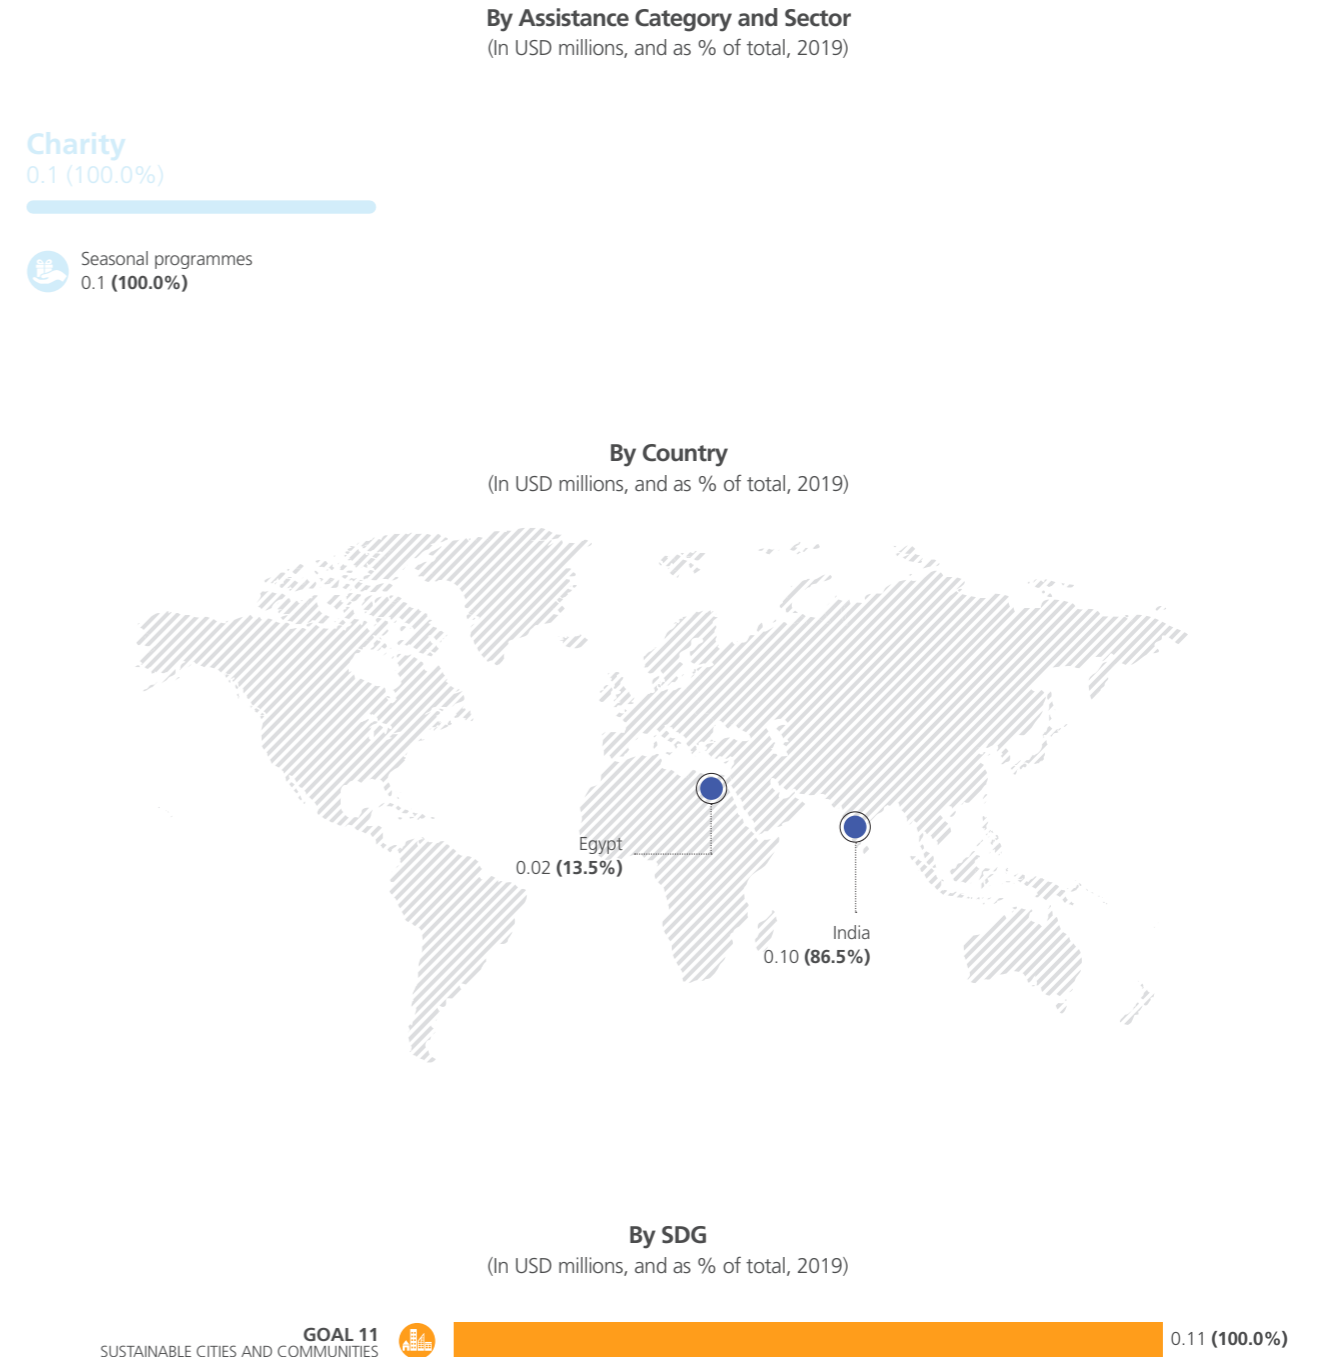 By Assistance Category and Sector
(In USD millions, and as % of total, 2019)
Charity
0.1 (100.0%)
Seasonal programmes
0.1 (100.0%)
By Country
(In USD millions, and as % of total, 2019)
Egypt
0.02 (13.5%)
India
0.10 (86.5%)
By SDG
(In USD millions, and as % of total, 2019)
GOAL 11
SUSTAINABLE CITIES AND COMMUNITIES
0.11 (100.0%)